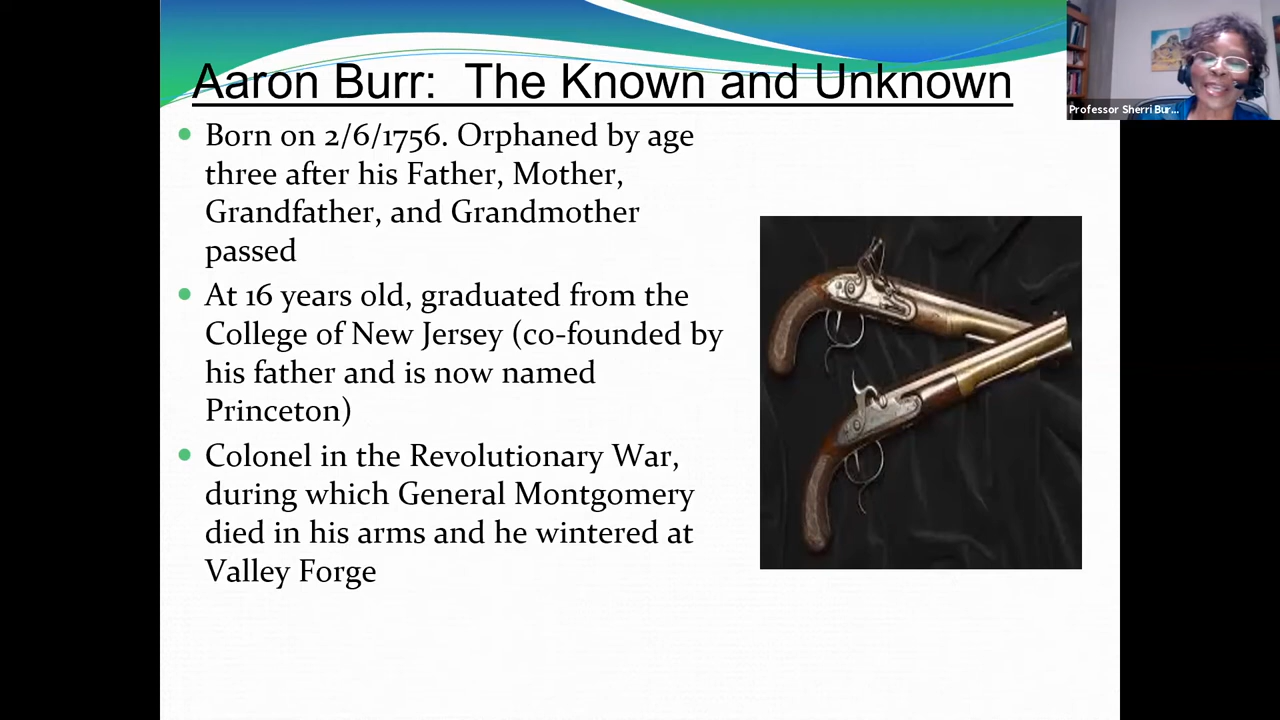 Aaron Burr:  The Known and Unknown
Professor Sherri Bur...
• Born on 2/6/1756. Orphaned by age
three after his Father, Mother,
Grandfather, and Grandmother
passed
• At 16 years old, graduated from the
College of New Jersey (co-founded by
his father and is now named
Princeton)
• Colonel in the Revolutionary War,
during which General Montgomery
died in his arms and he wintered at
Valley Forge